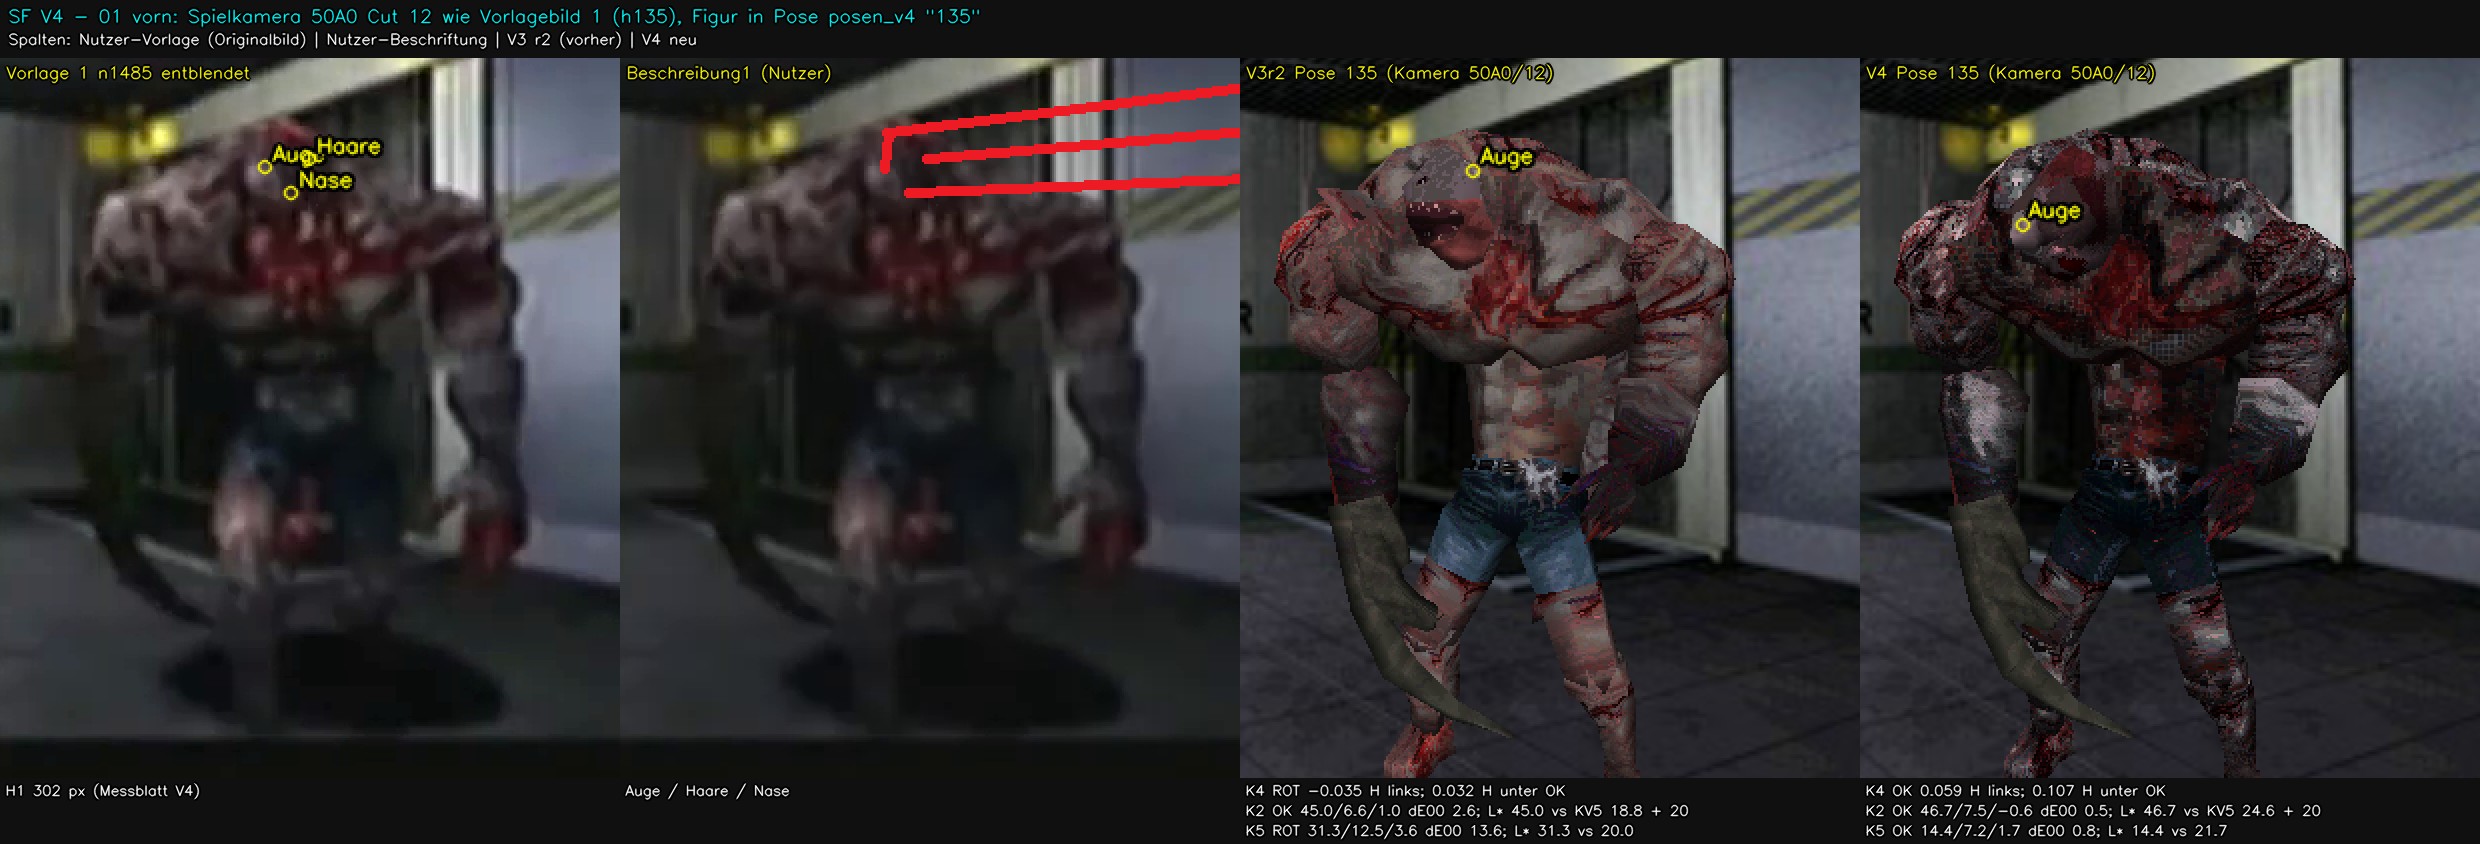 SF V4 - 01 vorn: Spielkamera 50A0 Cut 12 wie Vorlagebild 1 (h135), Figur in Pose posen_v4 "135"
Spalten: Nutzer-Vorlage (Originalbild) | Nutzer-Beschriftung | V3 r2 (vorher) | V4 neu
Vorlage 1 n1485 entblendet
Beschreibung1 (Nutzer)
V3r2 Pose 135 (Kamera 50A0/12)
V4 Pose 135 (Kamera 50A0/12)
Haare
Nase
Auge
Auge
R
R
H1 302 px (Messblatt V4)
Auge / Haare / Nase
K4 ROT -0.035 H links; 0.032 H unter OK
K2 OK 45.0/6.6/1.0 dE00 2.6; L* 45.0 vs KV5 18.8 + 20
K5 ROT 31.3/12.5/3.6 dE00 13.6; L* 31.3 vs 20.0
K4 OK 0.059 H links; 0.107 H unter OK
K2 OK 46.7/7.5/-0.6 dE00 0.5; L* 46.7 vs KV5 24.6 + 20
K5 OK 14.4/7.2/1.7 dE00 0.8; L* 14.4 vs 21.7